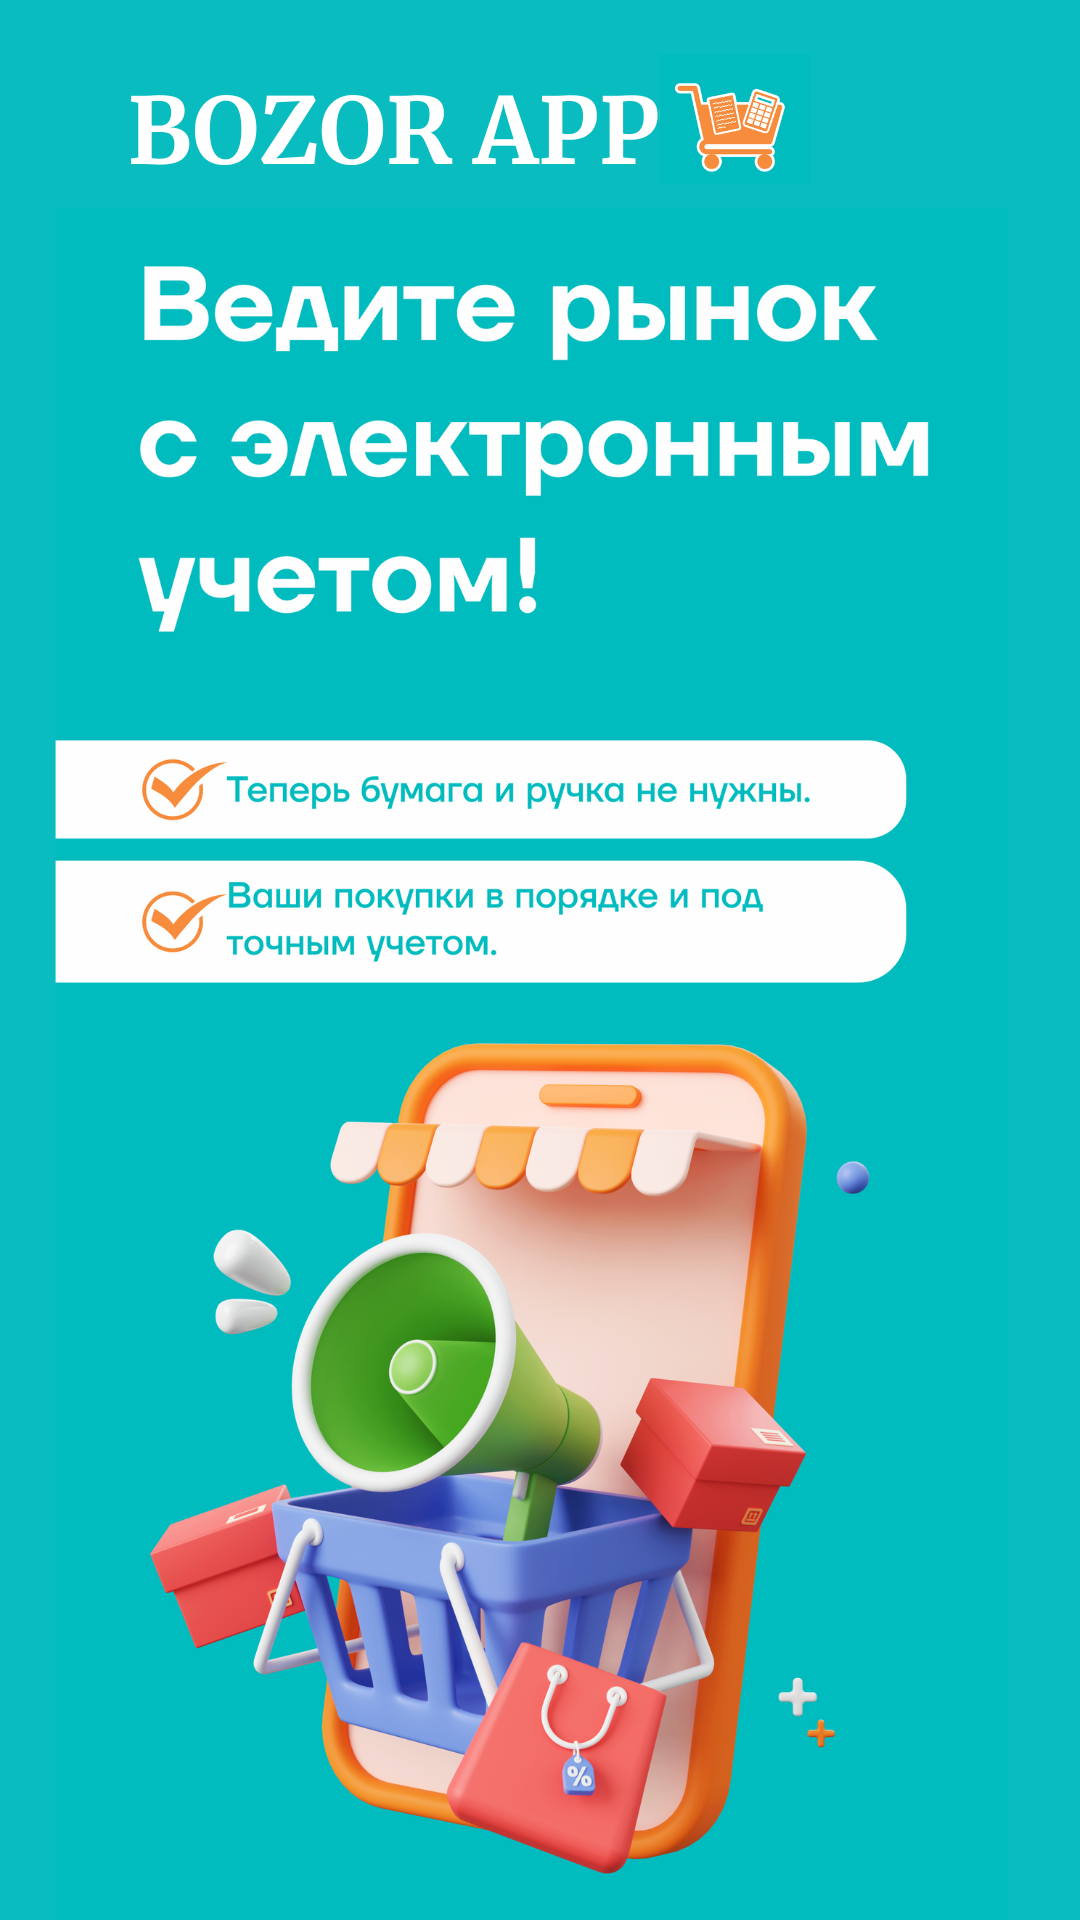 BOZOR APP
Ведите рынок
с электронным
учетом!
Теперь бумага и ручка не нужны.
Ваши покупки в порядке и под
точным учетом.
%